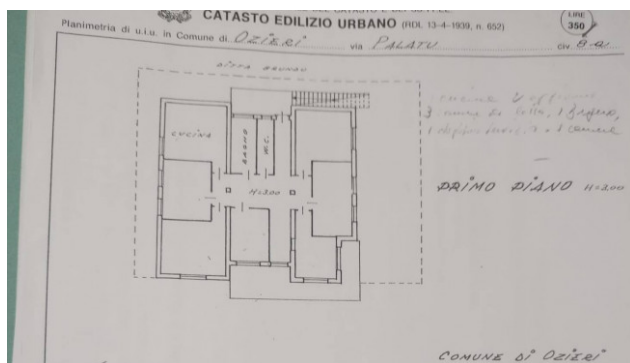 CATASTO EDILIZIO URBANO (RDL 13-4-1939, n. 652)
LIRE
350
Planimetria di u.i.u. in Comune di OZIERI via PALATU civ. 8-a
DITTA BRUNDU
CUCINA
BAGNO
W.C.
H=3.00
PRIMO PIANO H=3.00
COMUNE DI OZIERI